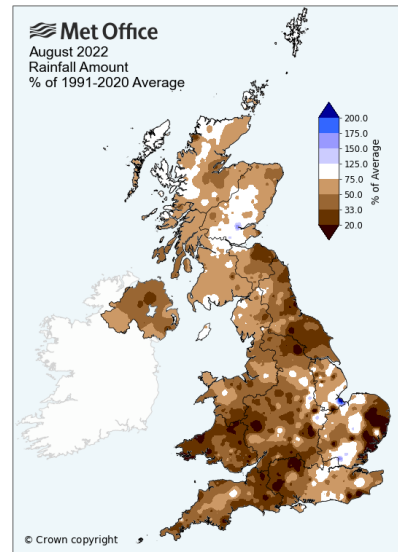 Met Office
August 2022
Rainfall Amount
% of 1991-2020 Average
200.0
175.0
150.0
125.0
75.0
50.0
33.0
20.0
% of Average
© Crown copyright